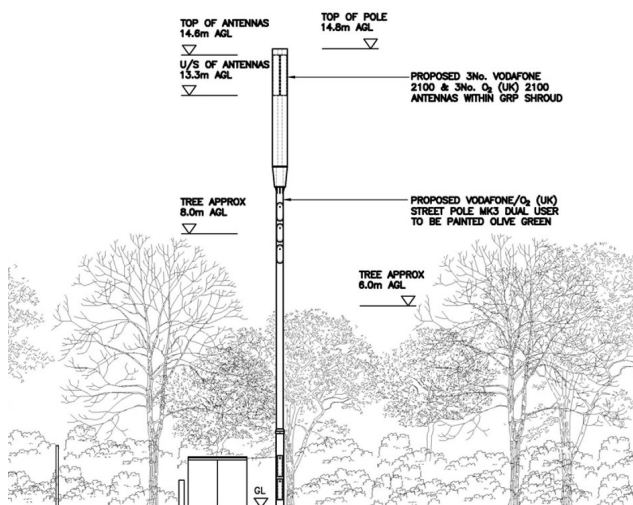 TOP OF ANTENNAS
14.6m AGL
TOP OF POLE
14.8m AGL
U/S OF ANTENNAS
13.3m AGL
PROPOSED 3No. VODAFONE
2100 & 3No. O₂ (UK) 2100
ANTENNAS WITHIN GRP SHROUD
TREE APPROX
8.0m AGL
PROPOSED VODAFONE/O₂ (UK)
STREET POLE MK3 DUAL USER
TO BE PAINTED OLIVE GREEN
TREE APPROX
6.0m AGL
GL